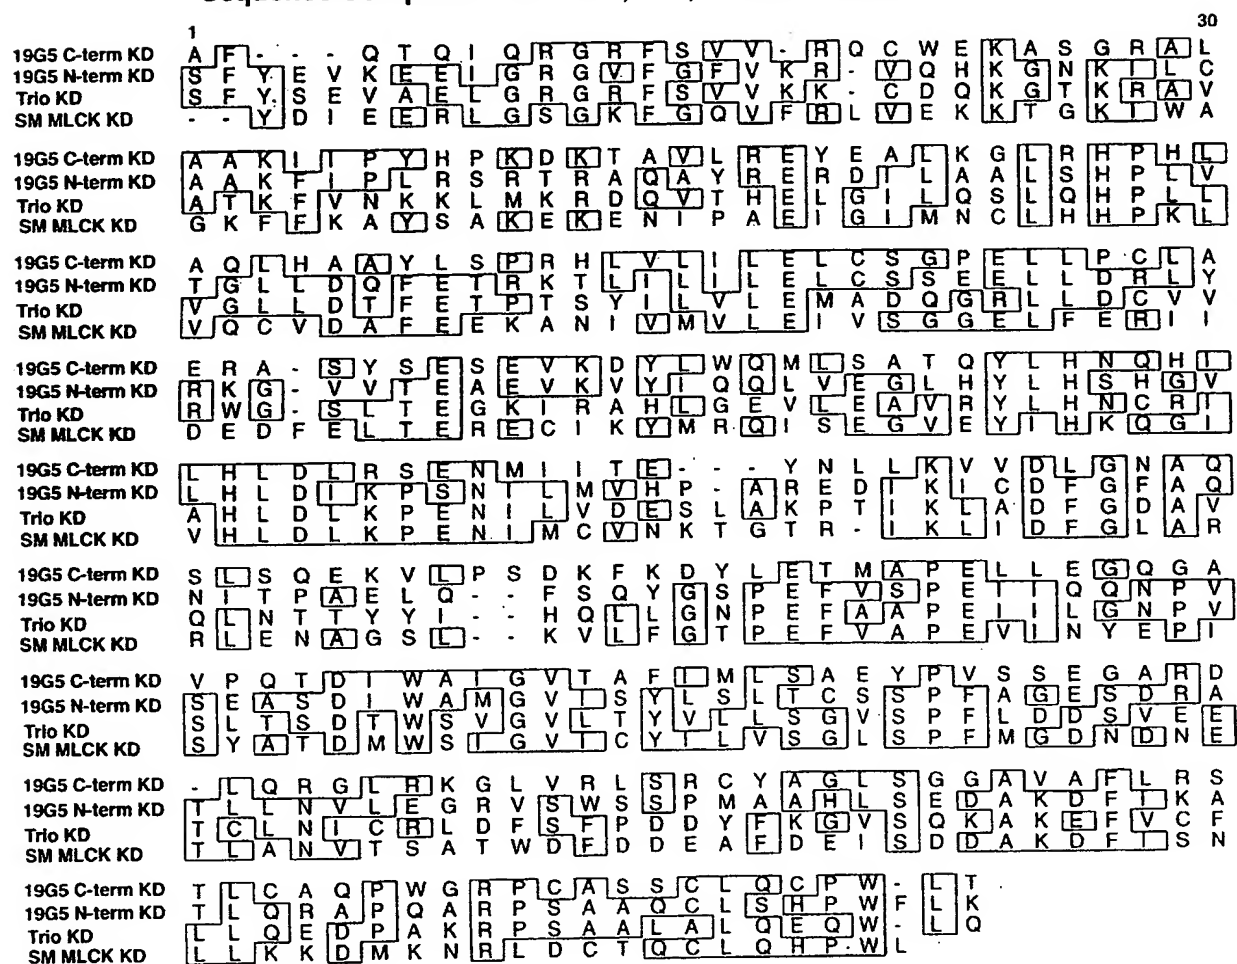 1 30
19G5 C-term KD A F - - - Q T Q I Q R G R F S V V - R Q C W E K A S G R A L
19G5 N-term KD S F Y E V K E E I G R G V F G F V K R - V Q H K G N K I L C
Trio KD S F Y S E V A E L G R G R F S V V K K - C D Q K G T K R A V
SM MLCK KD - - Y D I E E R L G S G K F G Q V F R L V E K K T G K I W A
19G5 C-term KD A A K I I P Y H P K D K T A V L R E Y E A L K G L R H P H L
19G5 N-term KD A A K F I P L R S R T R A Q A Y R E R D I L A A L S H P L V
Trio KD A T K F V N K K L M K R D Q V T H E L G I L Q S L Q H P L L
SM MLCK KD G K F F K A Y S A K E K E N I P A E I G I M N C L H H P K L
19G5 C-term KD A Q L H A A Y L S P R H L V L I L E L C S G P E L L P C L A
19G5 N-term KD T G L L D Q F E T R K T L I L I L E L C S S E E L L D R L Y
Trio KD V G L L D T F E T P T S Y I L V L E M A D Q G R L L D C V V
SM MLCK KD V Q C V D A F E E K A N I V M V L E I V S G G E L F E R I I
19G5 C-term KD E R A - S Y S E S E V K D Y L W Q M L S A T Q Y L H N Q H I
19G5 N-term KD R K G - V V T E A E V K V Y I Q Q L V E G L H Y L H S H G V
Trio KD R W G - S L T E G K I R A H L G E V L E A V R Y L H N C R I
SM MLCK KD D E D F E L T E R E C I K Y M R Q I S E G V E Y I H K Q G I
19G5 C-term KD L H L D L R S E N M I I T E - - - Y N L L K V V D L G N A Q
19G5 N-term KD L H L D I K P S N I L M V H P - A R E D I K I C D F G F A Q
Trio KD A H L D L K P E N I L V D E S L A K P T I K L A D F G D A V
SM MLCK KD V H L D L K P E N I M C V N K T G T R - I K L I D F G L A R
19G5 C-term KD S L S Q E K V L P S D K F K D Y L E T M A P E L L E G Q G A
19G5 N-term KD N I T P A E L Q - - F S Q Y G S P E F V S P E I I Q Q N P V
Trio KD Q L N T T Y Y I - - H Q L L G N P E F A A P E I I L G N P V
SM MLCK KD R L E N A G S L - - K V L F G T P E F V A P E V I N Y E P I
19G5 C-term KD V P Q T D I W A I G V T A F I M L S A E Y P V S S E G A R D
19G5 N-term KD S E A S D I W A M G V I S Y L S L T C S S P F A G E S D R A
Trio KD S L T S D T W S V G V L T Y V L L S G V S P F L D D S V E E
SM MLCK KD S Y A T D M W S I G V I C Y I L V S G L S P F M G D N D N E
19G5 C-term KD - L Q R G L R K G L V R L S R C Y A G L S G G A V A F L R S
19G5 N-term KD T L L N V L E G R V S W S S P M A A H L S E D A K D F I K A
Trio KD T C L N I C R L D F S F P D D Y F K G V S Q K A K E F V C F
SM MLCK KD T L A N V T S A T W D F D D E A F D E I S D D A K D F I S N
19G5 C-term KD T L C A Q P W G R P C A S S C L Q C P W - L T
19G5 N-term KD T L Q R A P Q A R P S A A Q C L S H P W F L K
Trio KD L L Q E D P A K R P S A A L A L Q E Q W - L Q
SM MLCK KD L L K K D M K N R L D C T Q C L Q H P W L